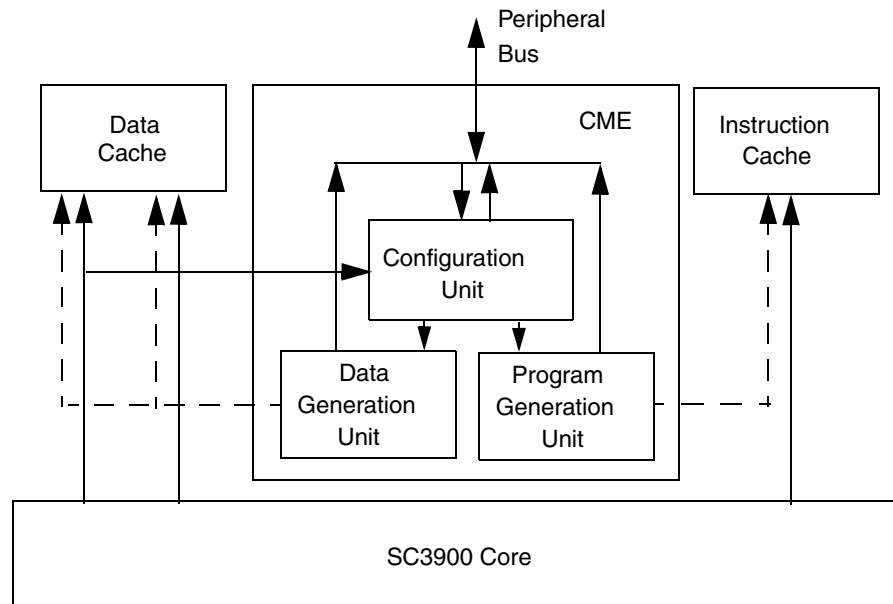 Peripheral
Bus
Data
Cache
CME
Instruction
Cache
Configuration
Unit
Data
Generation
Unit
Program
Generation
Unit
SC3900 Core